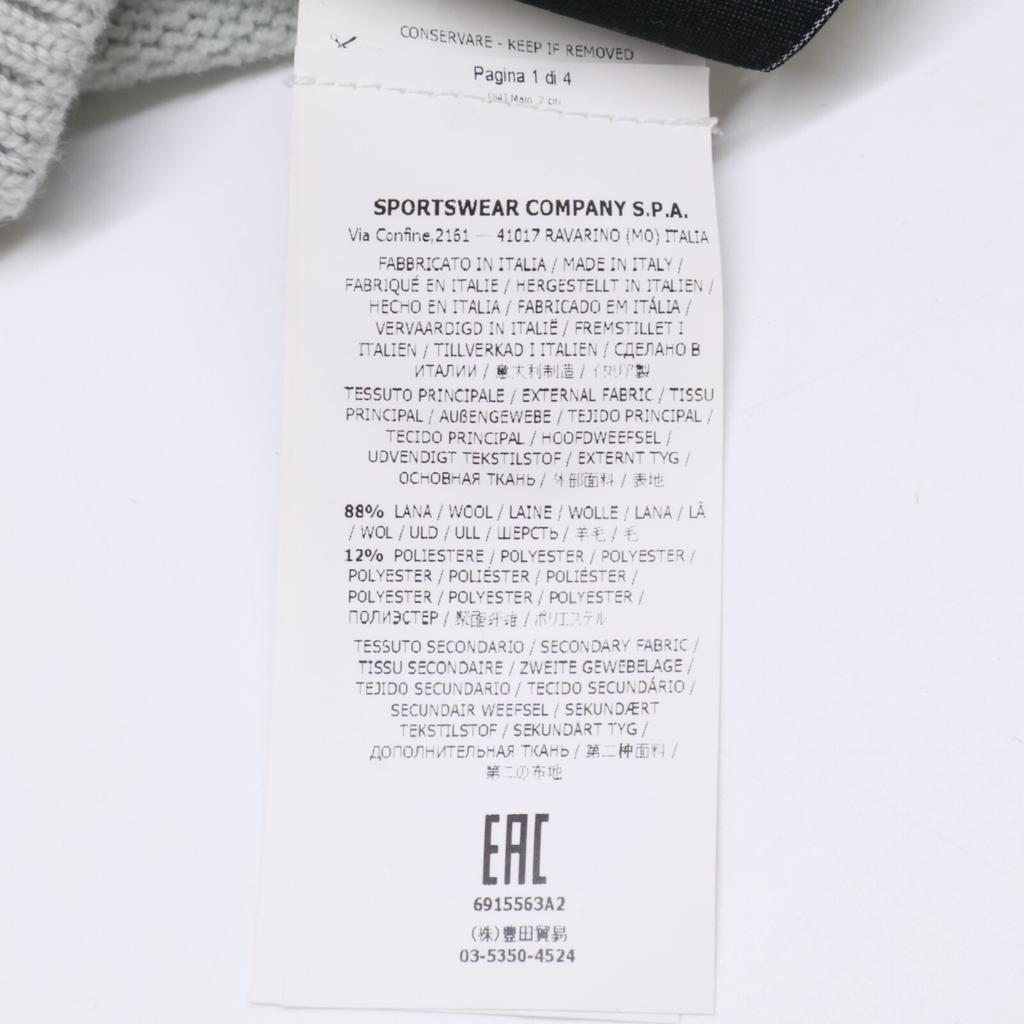 CONSERVARE - KEEP IF REMOVED
Pagina 1 di 4
SPORTSWEAR COMPANY S.P.A.
Via Confine,2161 — 41017 RAVARINO (MO) ITALIA
FABBRICATO IN ITALIA / MADE IN ITALY /
FABRIQUÉ EN ITALIE / HERGESTELLT IN ITALIEN /
HECHO EN ITALIA / FABRICADO EM ITÁLIA /
VERVAARDIGD IN ITALIË / FREMSTILLET I
ITALIEN / TILLVERKAD I ITALIEN / СДЕЛАНО В
ИТАЛИИ / 意大利制造 / イタリア製
TESSUTO PRINCIPALE / EXTERNAL FABRIC / TISSU
PRINCIPAL / AUßENGEWEBE / TEJIDO PRINCIPAL /
TECIDO PRINCIPAL / HOOFDWEEFSEL /
UDVENDIGT TEKSTILSTOF / EXTERNT TYG /
ОСНОВНАЯ ТКАНЬ / 外部面料 / 表地
88% LANA / WOOL / LAINE / WOLLE / LANA / LÃ
/ WOL / ULD / ULL / ШЕРСТЬ / 羊毛 / 毛
12% POLIESTERE / POLYESTER / POLYESTER /
POLYESTER / POLIÉSTER / POLIÉSTER /
POLYESTER / POLYESTER / POLYESTER /
ПОЛИЭСТЕР / 聚酯纤维 / ポリエステル
TESSUTO SECONDARIO / SECONDARY FABRIC /
TISSU SECONDAIRE / ZWEITE GEWEBELAGE /
TEJIDO SECUNDARIO / TECIDO SECUNDÁRIO /
SECUNDAIR WEEFSEL / SEKUNDÆRT
TEKSTILSTOF / SEKUNDÄRT TYG /
ДОПОЛНИТЕЛЬНАЯ ТКАНЬ / 第二种面料 /
第二の布地
EAC
6915563A2
(株)豊田貿易
03-5350-4524